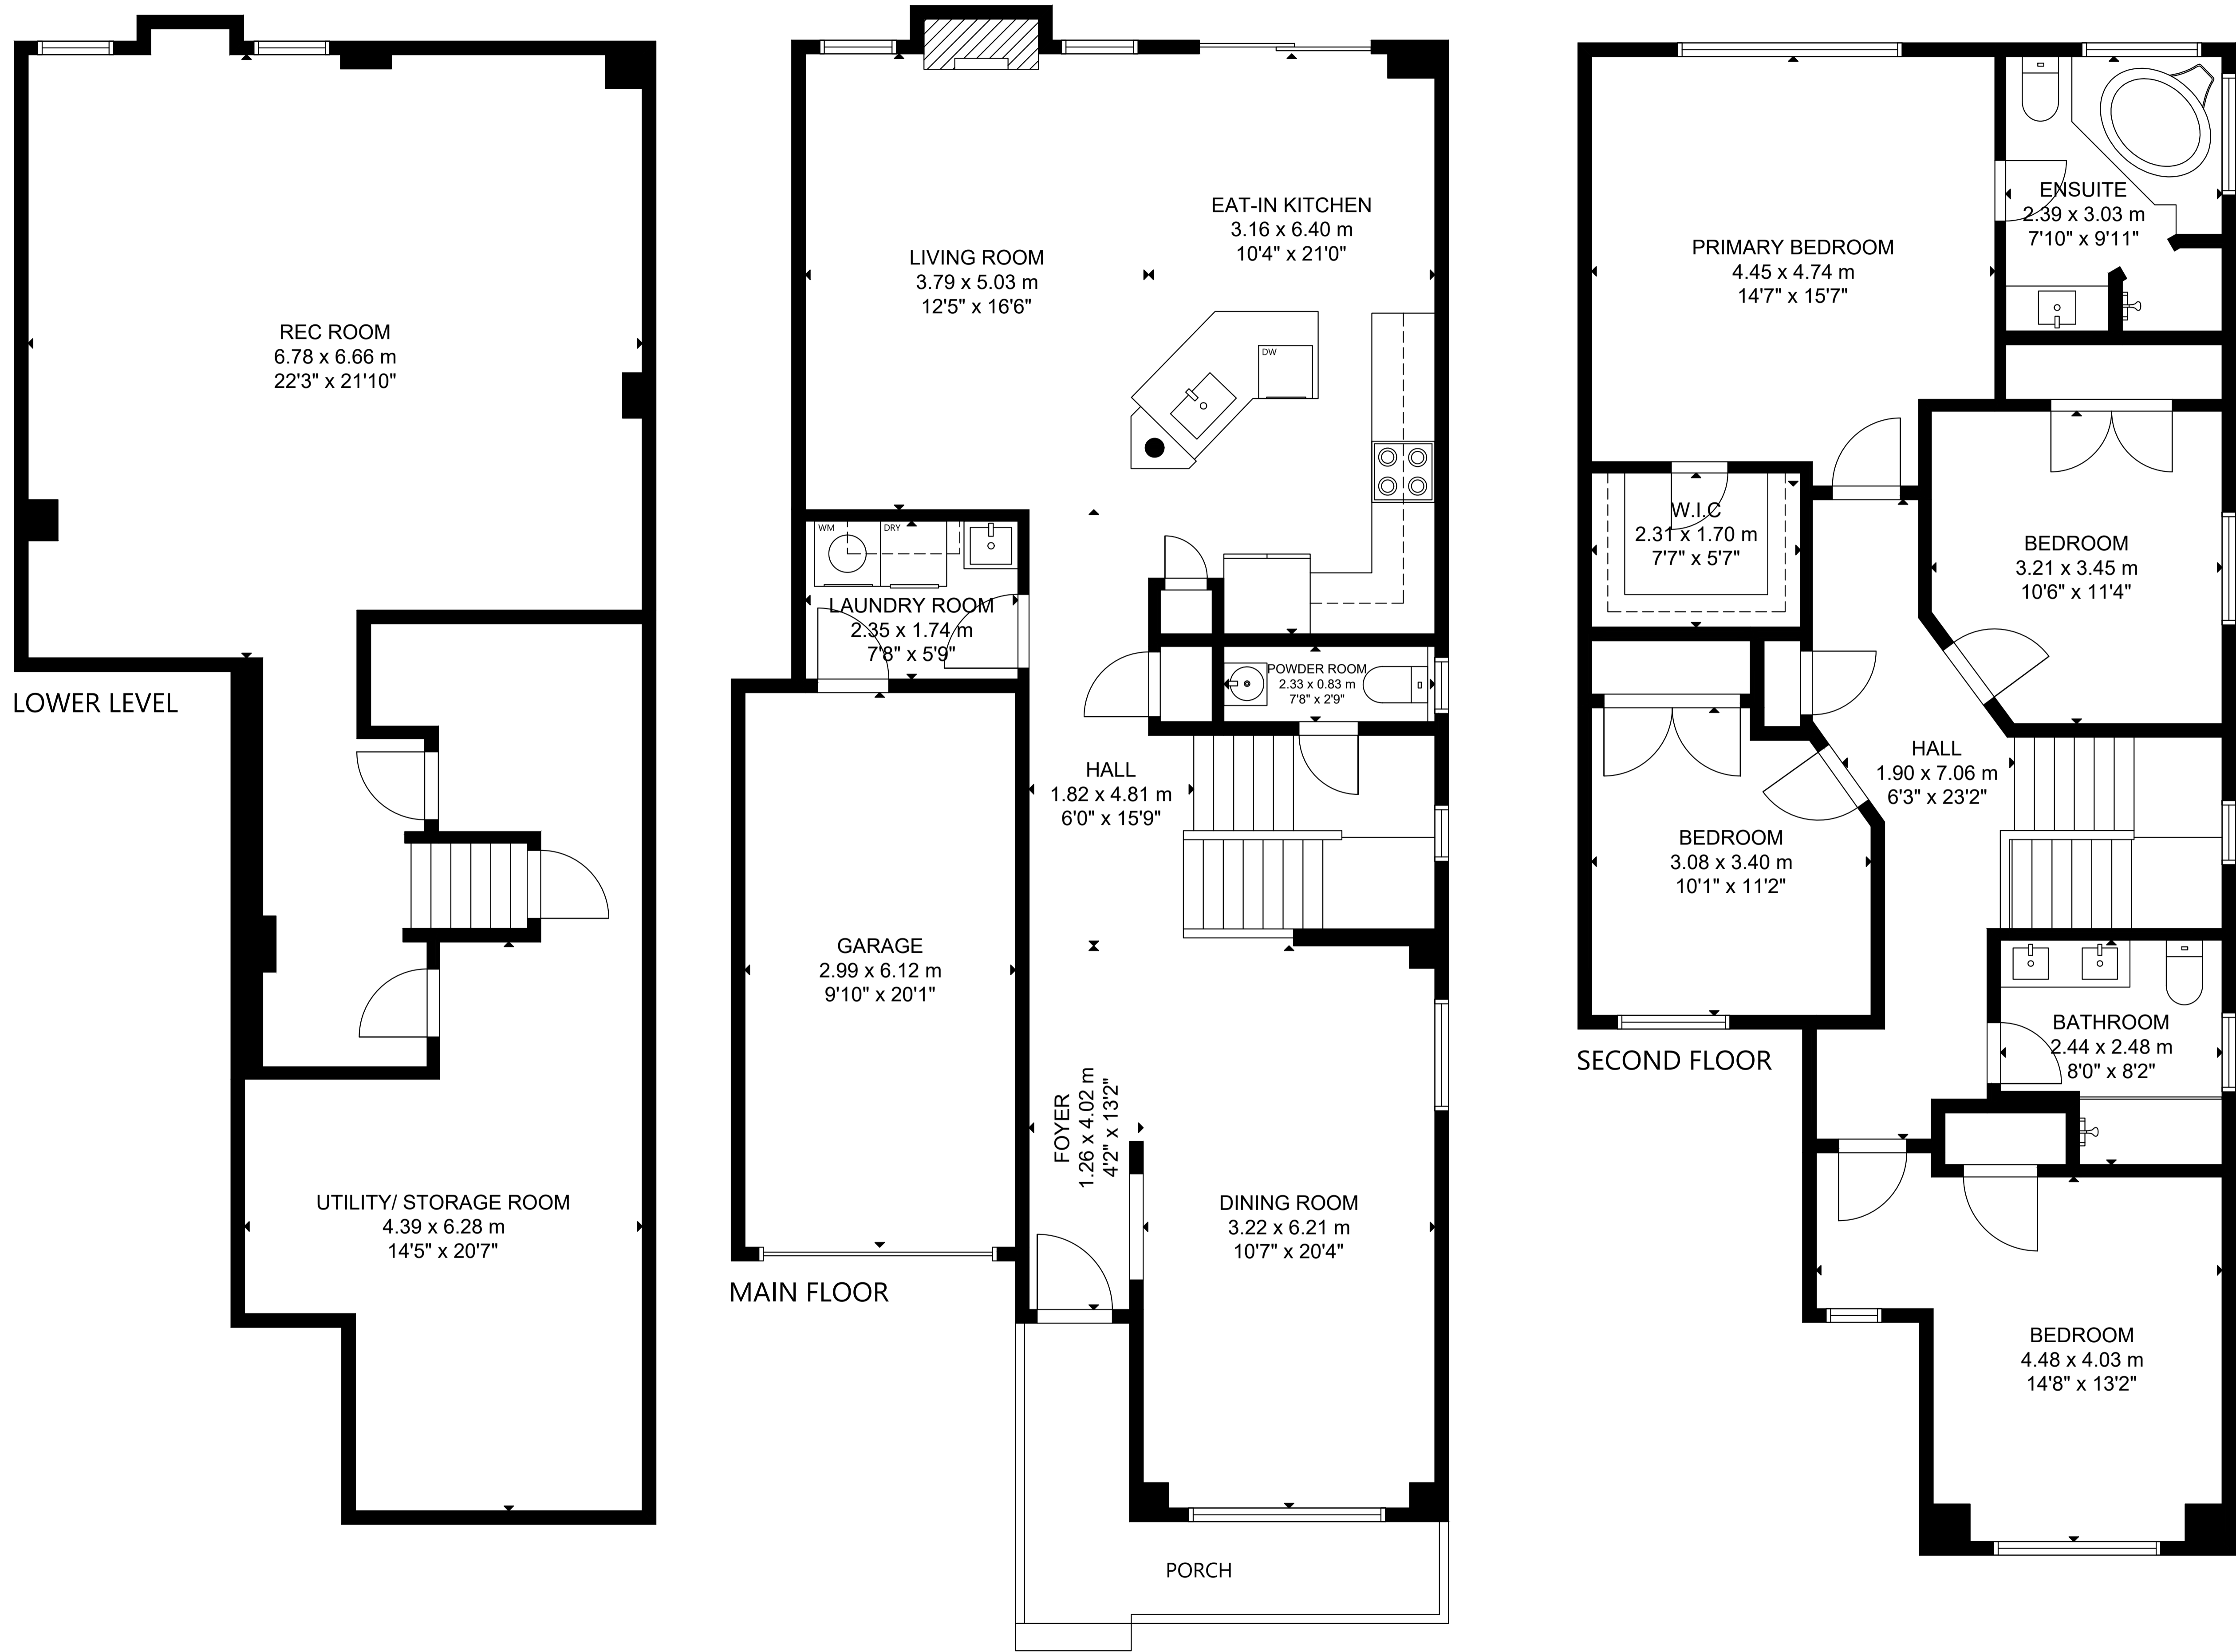 REC ROOM
6.78 x 6.66 m
22'3" x 21'10"
LOWER LEVEL
UTILITY/ STORAGE ROOM
4.39 x 6.28 m
14'5" x 20'7"
LIVING ROOM
3.79 x 5.03 m
12'5" x 16'6"
EAT-IN KITCHEN
3.16 x 6.40 m
10'4" x 21'0"
DW
WM
DRY
LAUNDRY ROOM
2.35 x 1.74 m
7'8" x 5'9"
POWDER ROOM
2.33 x 0.83 m
7'8" x 2'9"
HALL
1.82 x 4.81 m
6'0" x 15'9"
GARAGE
2.99 x 6.12 m
9'10" x 20'1"
FOYER
1.26 x 4.02 m
4'2" x 13'2"
DINING ROOM
3.22 x 6.21 m
10'7" x 20'4"
MAIN FLOOR
PORCH
PRIMARY BEDROOM
4.45 x 4.74 m
14'7" x 15'7"
ENSUITE
2.39 x 3.03 m
7'10" x 9'11"
W.I.C
2.31 x 1.70 m
7'7" x 5'7"
BEDROOM
3.21 x 3.45 m
10'6" x 11'4"
HALL
1.90 x 7.06 m
6'3" x 23'2"
BEDROOM
3.08 x 3.40 m
10'1" x 11'2"
SECOND FLOOR
BATHROOM
2.44 x 2.48 m
8'0" x 8'2"
BEDROOM
4.48 x 4.03 m
14'8" x 13'2"